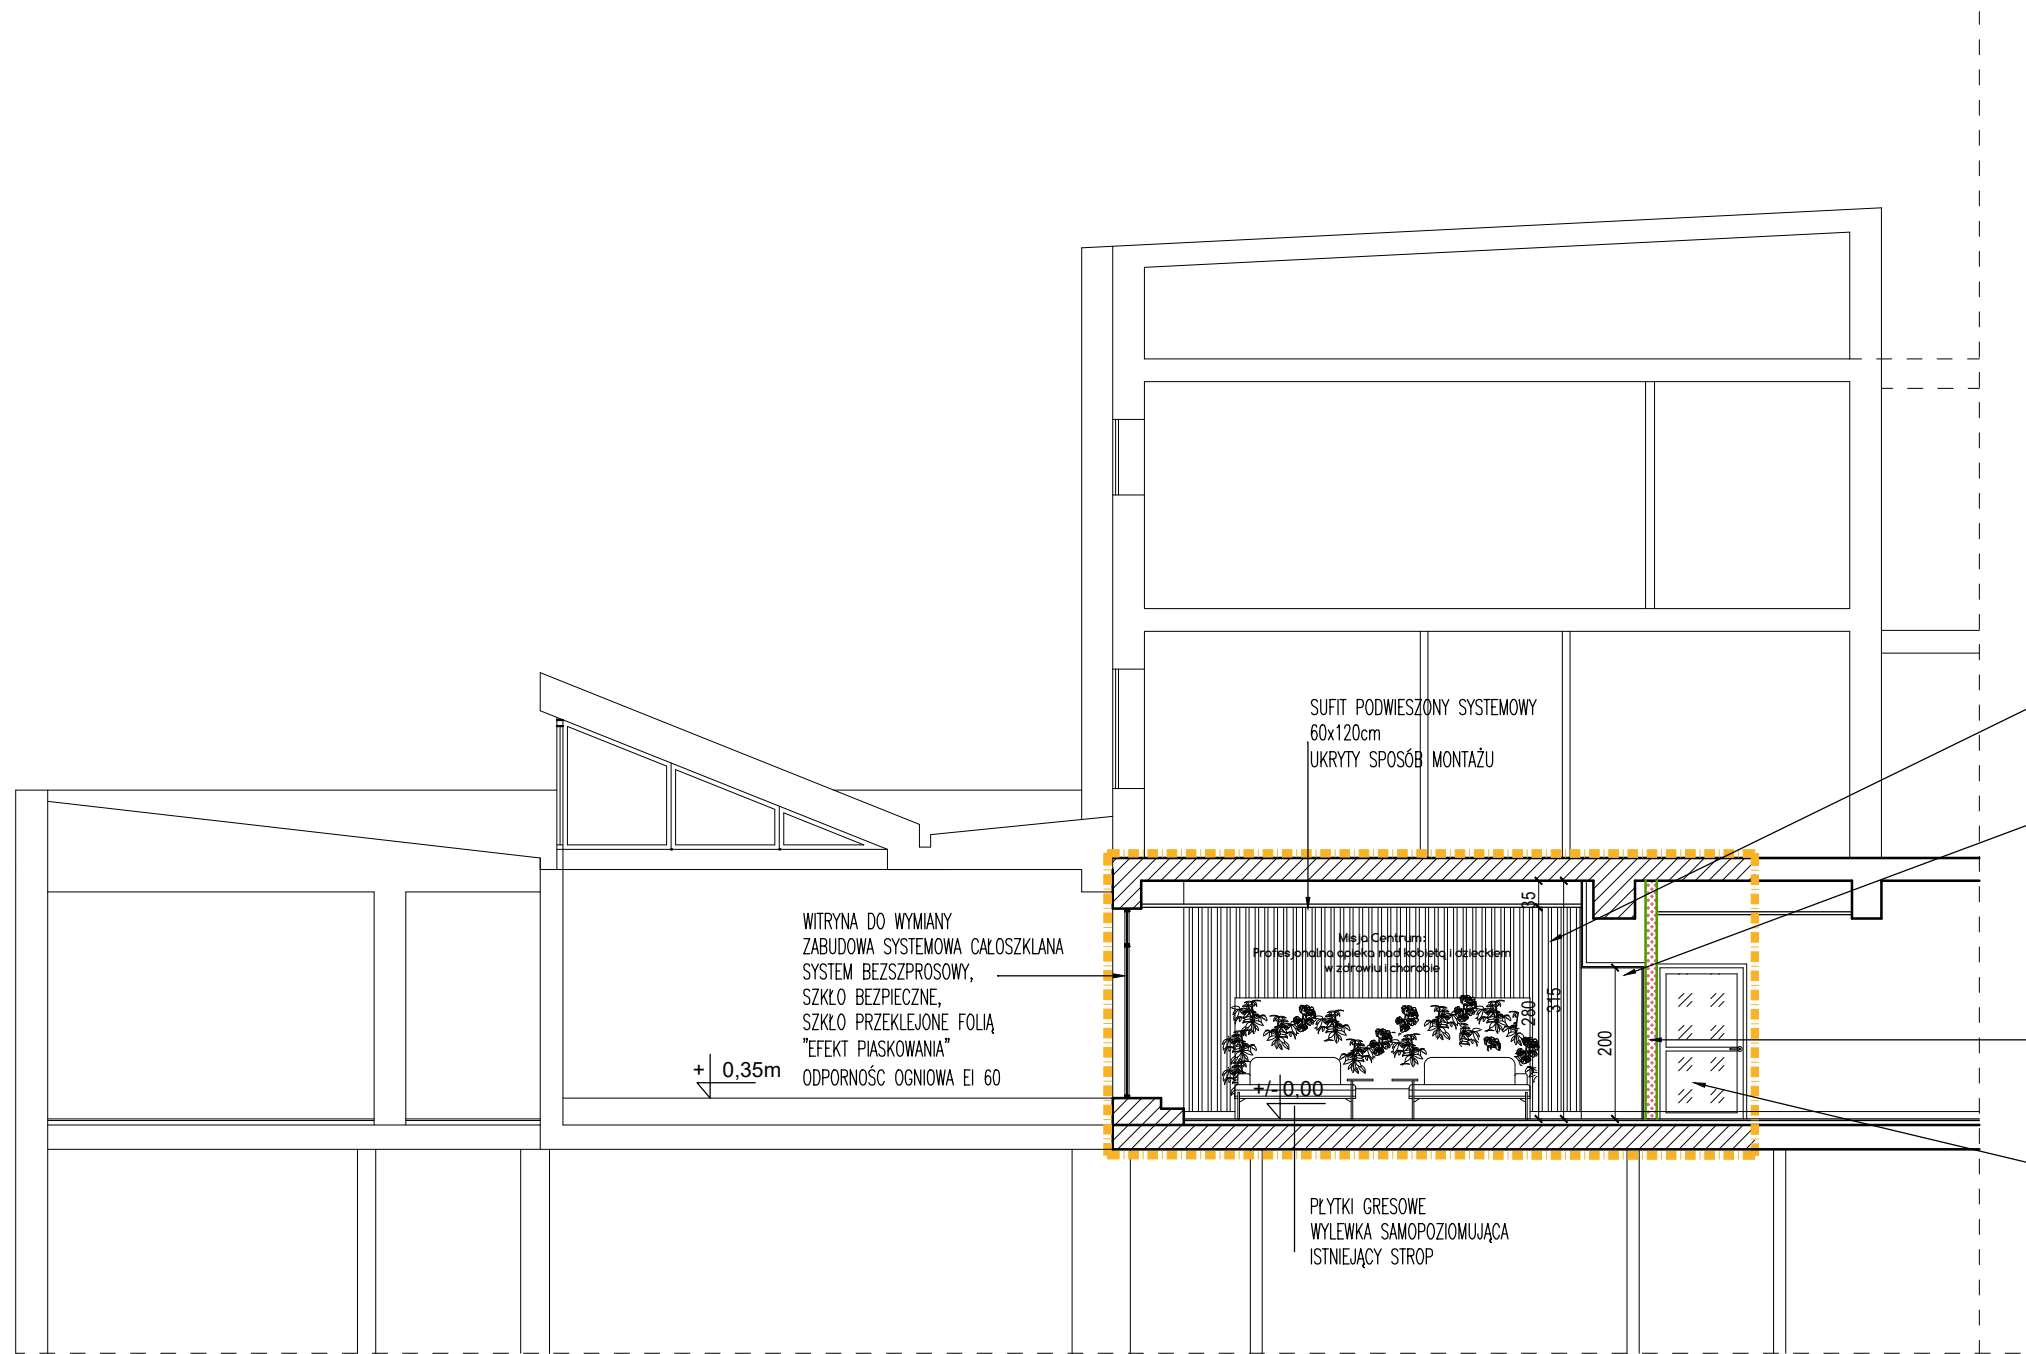 SUFIT PODWIESZONY SYSTEMOWY
60x120cm
UKRYTY SPOSÓB MONTAŻU
WITRYNA DO WYMIANY
ZABUDOWA SYSTEMOWA CAŁOSZKLANA
SYSTEM BEZSZPROSOWY,
SZKŁO BEZPIECZNE,
SZKŁO PRZEKLEJONE FOLIĄ
"EFEKT PIASKOWANIA"
ODPORNOŚC OGNIOWA EI 60
+ 0,35m
Misja Centrum:
Profesjonalna opieka nad kobietą i dzieckiem
w zdrowiu i chorobie
35
280
315
200
+/- 0,00
PŁYTKI GRESOWE
WYLEWKA SAMOPOZIOMUJĄCA
ISTNIEJĄCY STROP